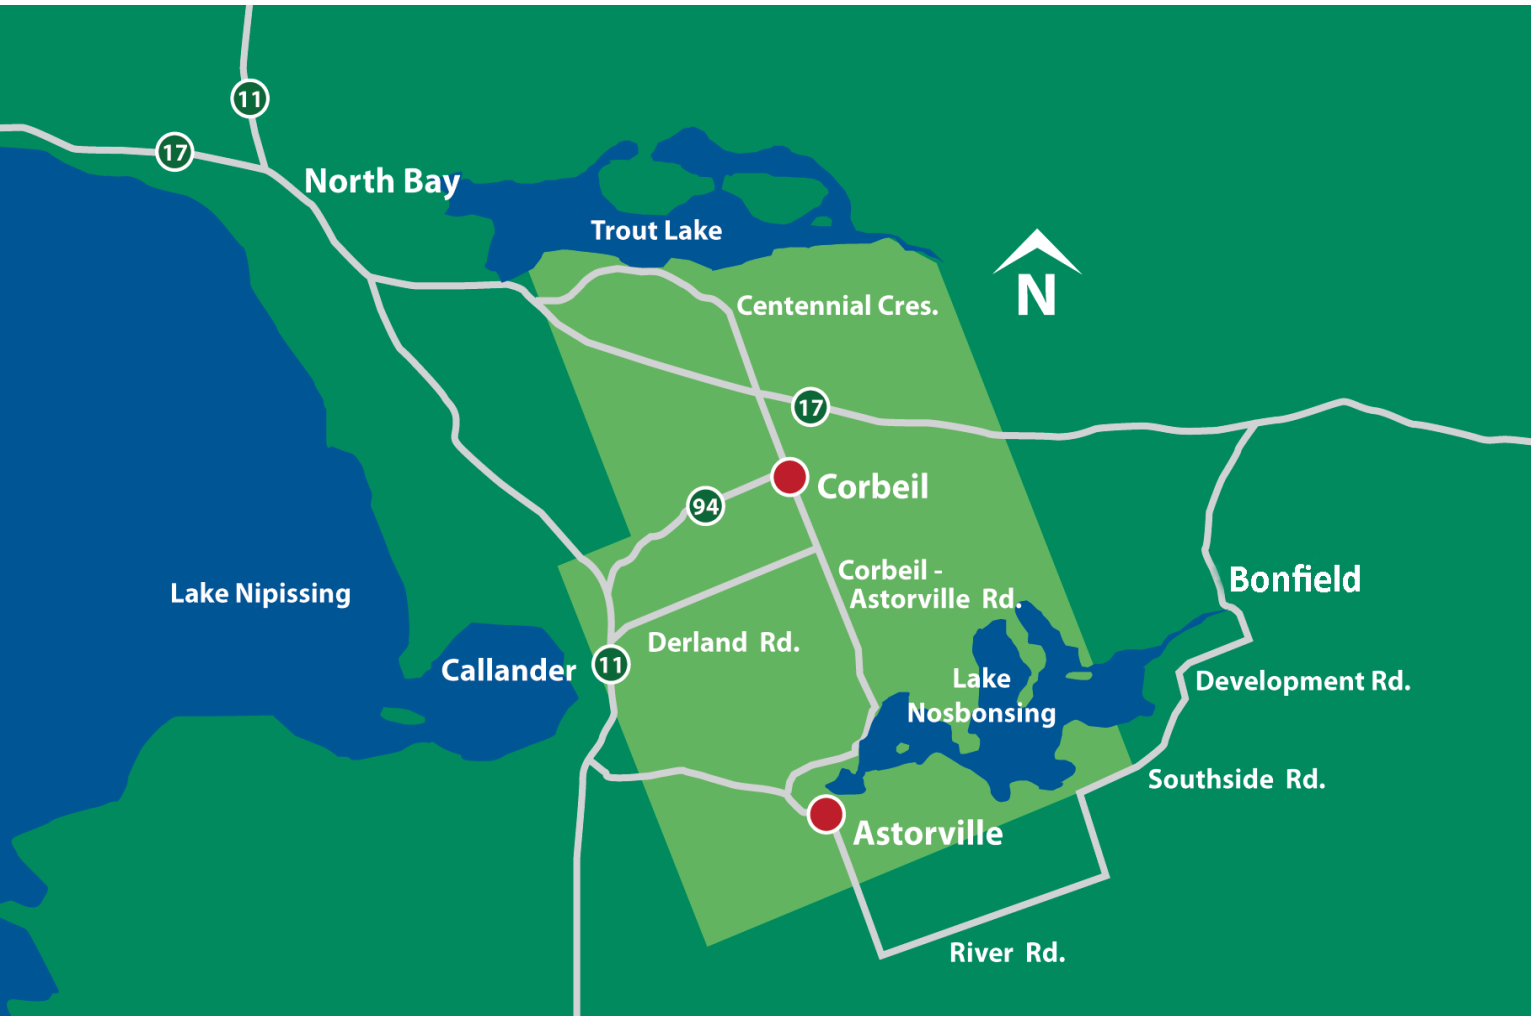 11
17
North Bay
Trout Lake
N
Centennial Cres.
17
Corbeil
94
Corbeil -
Astorville Rd.
Bonfield
Lake Nipissing
Derland Rd.
Callander
11
Lake
Nosbonsing
Development Rd.
Southside Rd.
Astorville
River Rd.